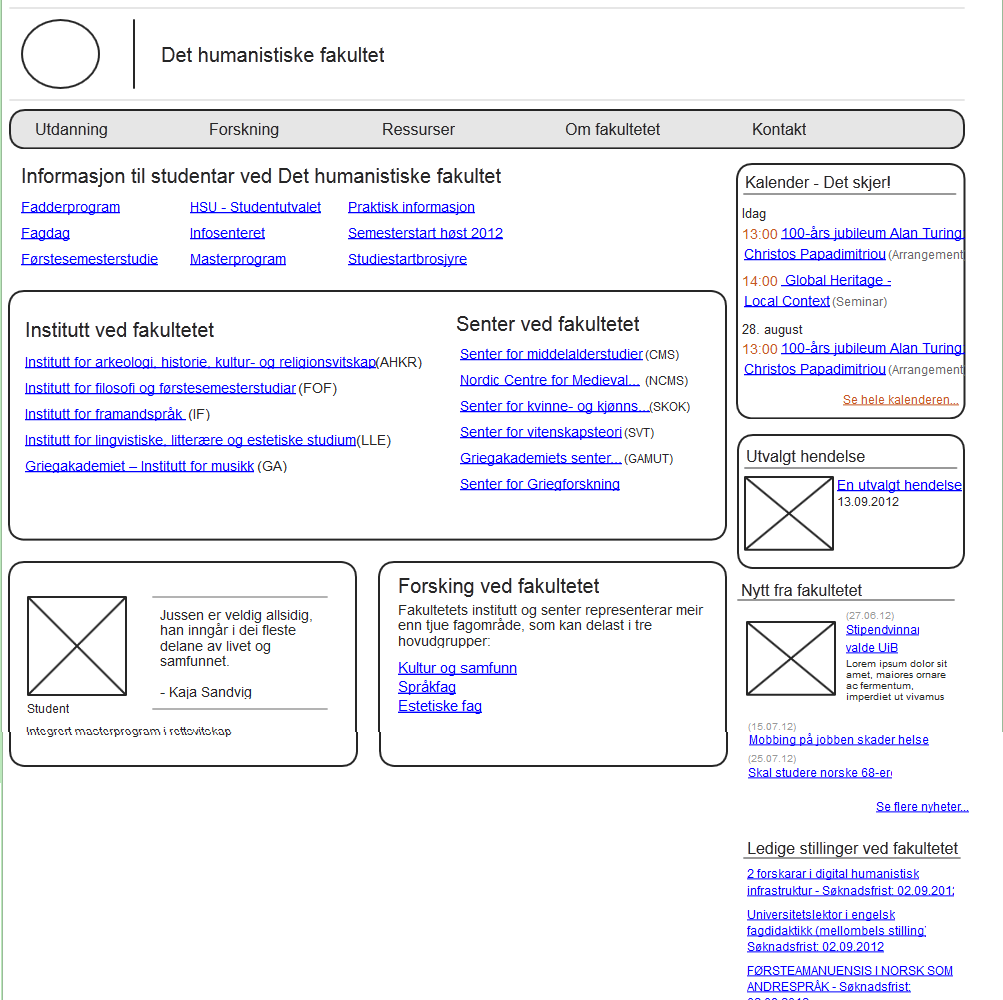 Det humanistiske fakultet
Utdanning Forskning Ressurser Om fakultetet Kontakt
Informasjon til studentar ved Det humanistiske fakultet
Fadderprogram HSU - Studentutvalet Praktisk informasjon
Fagdag Infosenteret Semesterstart høst 2012
Førstesemesterstudie Masterprogram Studiestartbrosjyre
Institutt ved fakultetet
Institutt for arkeologi, historie, kultur- og religionsvitskap(AHKR)
Institutt for filosofi og førstesemesterstudiar (FOF)
Institutt for framandspråk (IF)
Institutt for lingvistiske, litterære og estetiske studium(LLE)
Griegakademiet – Institutt for musikk (GA)
Senter ved fakultetet
Senter for middelalderstudier (CMS)
Nordic Centre for Medieval... (NCMS)
Senter for kvinne- og kjønns...(SKOK)
Senter for vitenskapsteori (SVT)
Griegakademiets senter... (GAMUT)
Senter for Griegforskning
Jussen er veldig allsidig,
han inngår i dei fleste
delane av livet og
samfunnet.
- Kaja Sandvig
Student
Integrert masterprogram i rettsvitskap
Forsking ved fakultetet
Fakultetets institutt og senter representerar meir
enn tjue fagområde, som kan delast i tre
hovudgrupper:
Kultur og samfunn
Språkfag
Estetiske fag
Kalender - Det skjer!
Idag
13:00 100-års jubileum Alan Turing:
Christos Papadimitriou (Arrangement
14:00 Global Heritage -
Local Context (Seminar)
28. august
13:00 100-års jubileum Alan Turing:
Christos Papadimitriou (Arrangement
Se hele kalenderen...
Utvalgt hendelse
En utvalgt hendelse
13.09.2012
Nytt fra fakultetet
(27.06.12)
Stipendvinnar
valde UiB
Lorem ipsum dolor sit
amet, maiores ornare
ac fermentum,
imperdiet ut vivamus
(15.07.12)
Mobbing på jobben skader helse
(25.07.12)
Skal studere norske 68-ere
Se flere nyheter...
Ledige stillinger ved fakultetet
2 forskarar i digital humanistisk
infrastruktur - Søknadsfrist: 02.09.2012
Universitetslektor i engelsk
fagdidaktikk (mellombels stilling)
Søknadsfrist: 02.09.2012
FØRSTEAMANUENSIS I NORSK SOM
ANDRESPRÅK - Søknadsfrist: